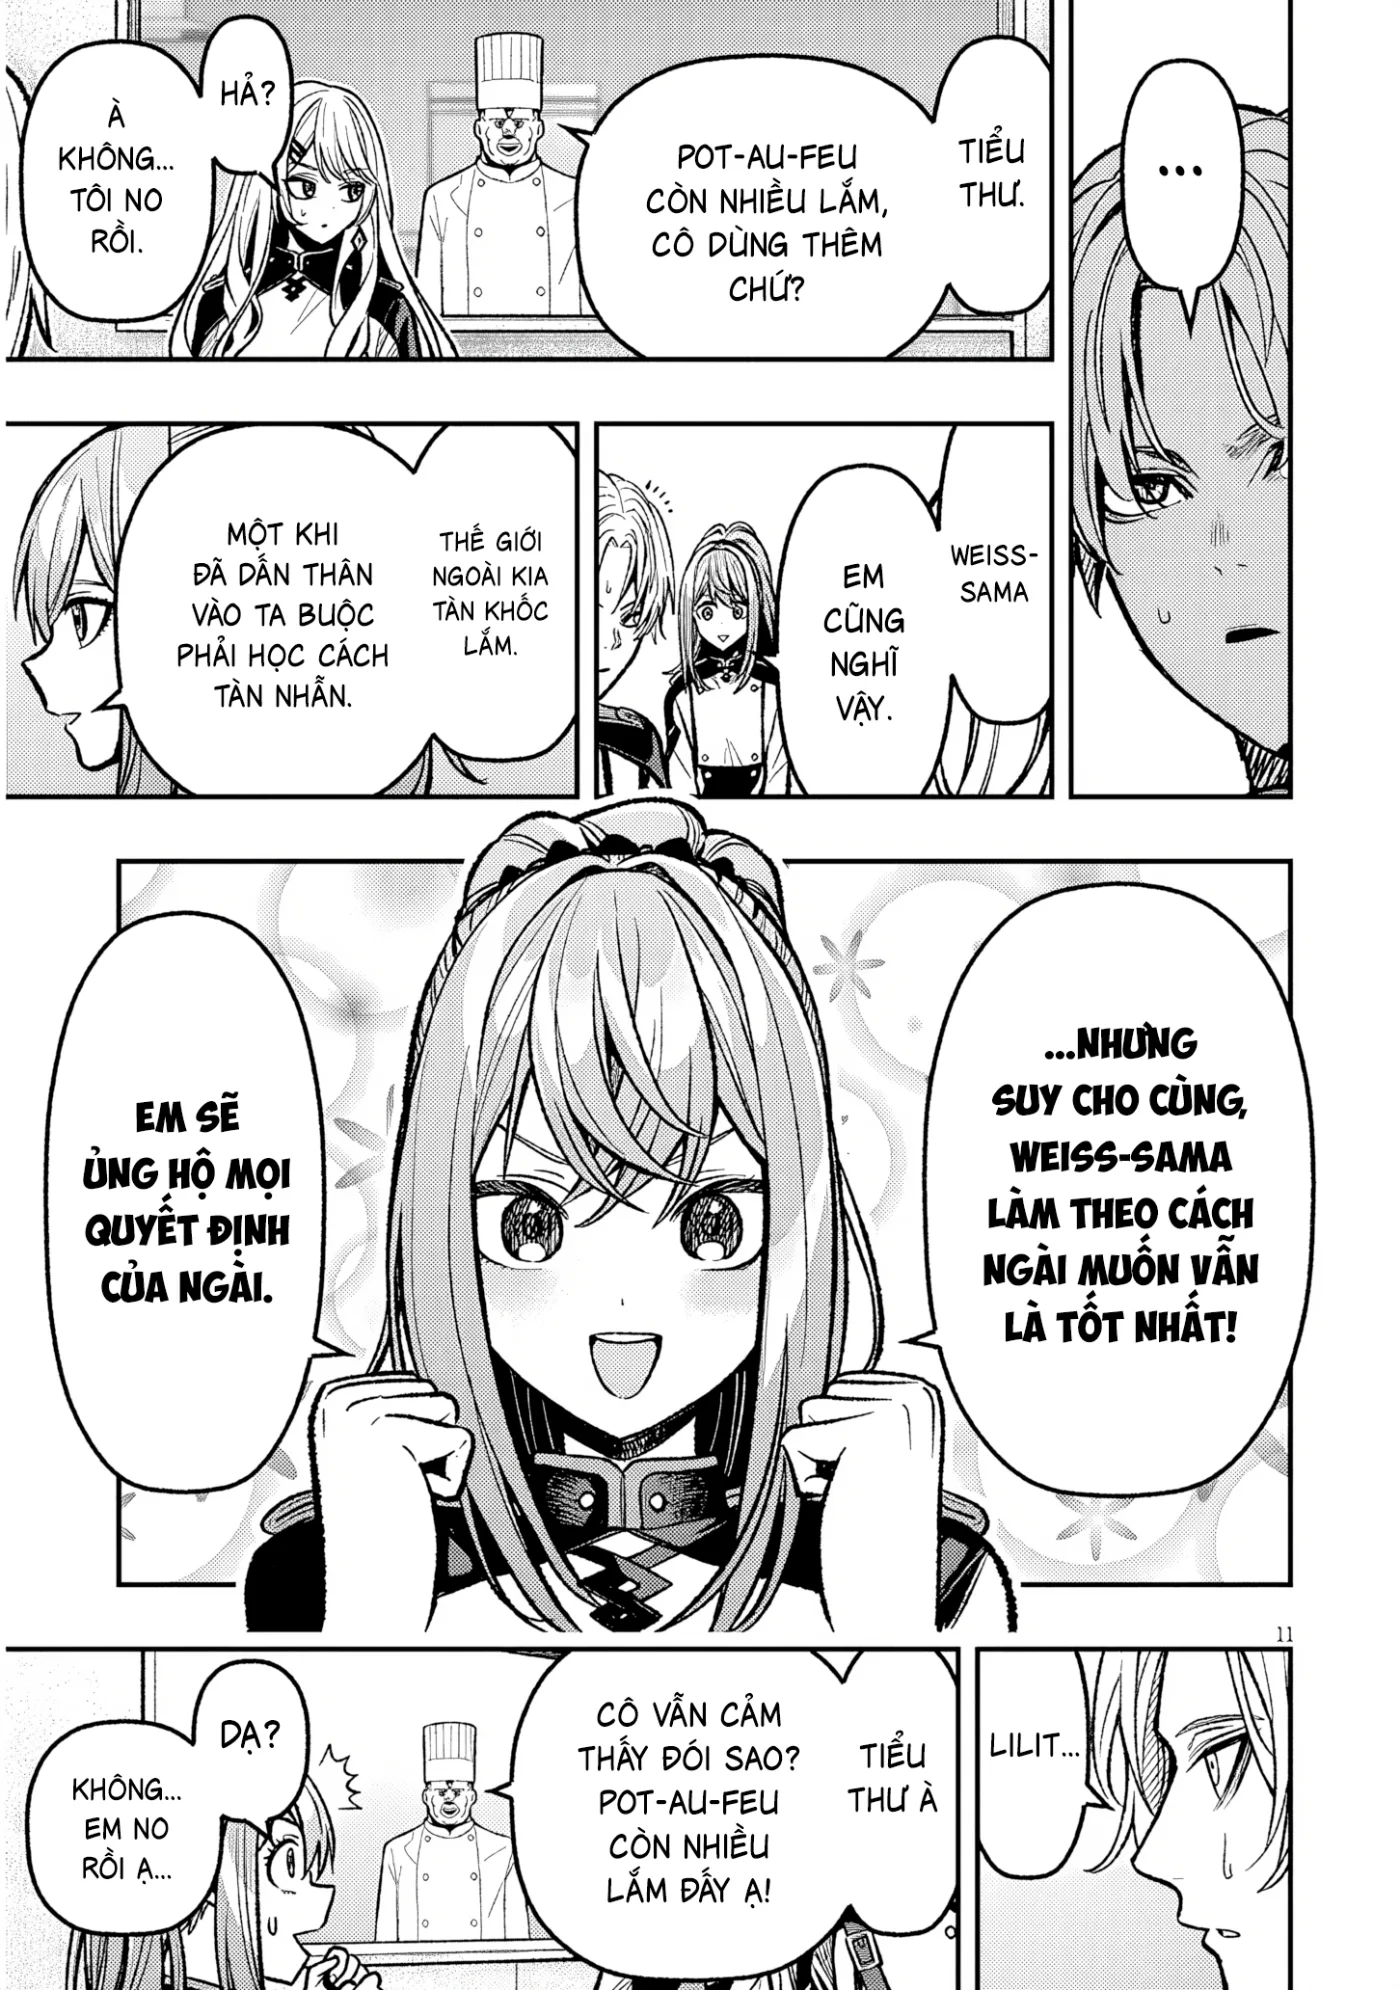 ...
TIỂU
THƯ.
POT-AU-FEU
CÒN NHIỀU LẮM,
CÔ DÙNG THÊM
CHỨ?
HẢ?
À
KHÔNG...
TÔI NO
RỒI.
WEISS-
SAMA
EM
CŨNG
NGHĨ
VẬY.
THẾ GIỚI
NGOÀI KIA
TÀN KHỐC
LẮM.
MỘT KHI
ĐÃ DẤN THÂN
VÀO TA BUỘC
PHẢI HỌC CÁCH
TÀN NHẪN.
...NHƯNG
SUY CHO CÙNG,
WEISS-SAMA
LÀM THEO CÁCH
NGÀI MUỐN VẪN
LÀ TỐT NHẤT!
EM SẼ
ỦNG HỘ MỌI
QUYẾT ĐỊNH
CỦA NGÀI.
11
LILIT...
TIỂU
THƯ À
CÔ VẪN CẢM
THẤY ĐÓI SAO?
POT-AU-FEU
CÒN NHIỀU
LẮM ĐẤY Ạ!
DẠ?
KHÔNG...
EM NO
RỒI Ạ...